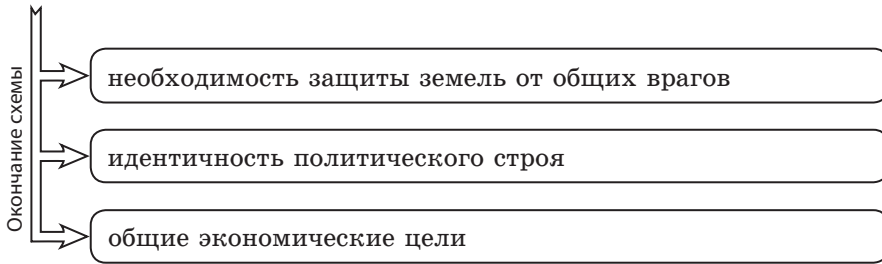 Окончание схемы
необходимость защиты земель от общих врагов
идентичность политического строя
общие экономические цели